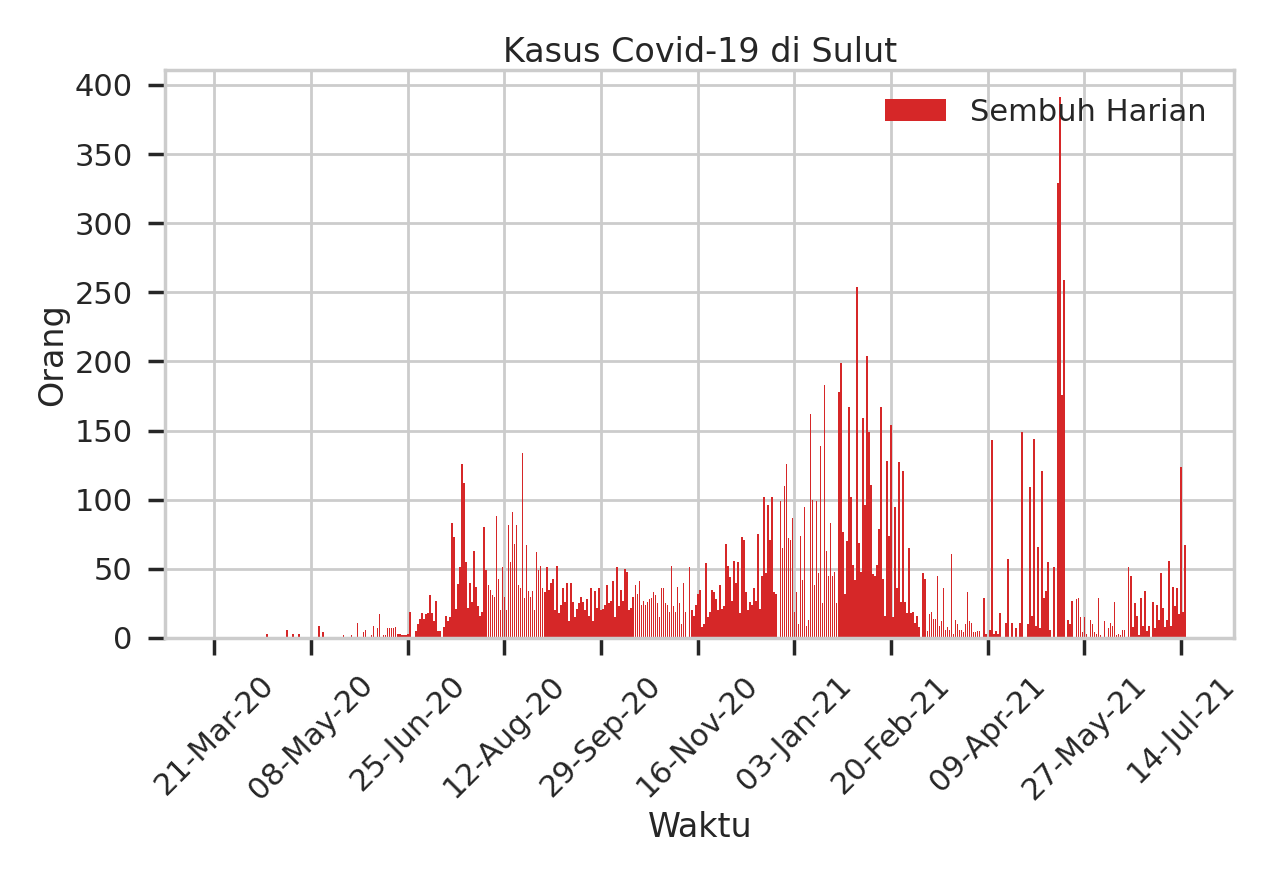 Kasus Covid-19 di Sulut
Sembuh Harian
Orang
400
350
300
250
200
150
100
50
0
21-Mar-20
08-May-20
25-Jun-20
12-Aug-20
29-Sep-20
16-Nov-20
03-Jan-21
20-Feb-21
09-Apr-21
27-May-21
14-Jul-21
Waktu